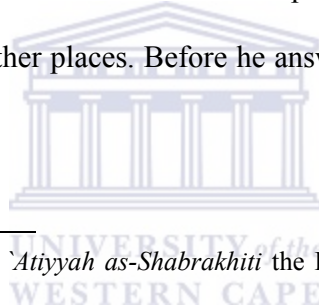 ther places. Before he answ
`Atiyyah as-Shabrakhiti the I
UNIVERSITY of the
WESTERN CAPE